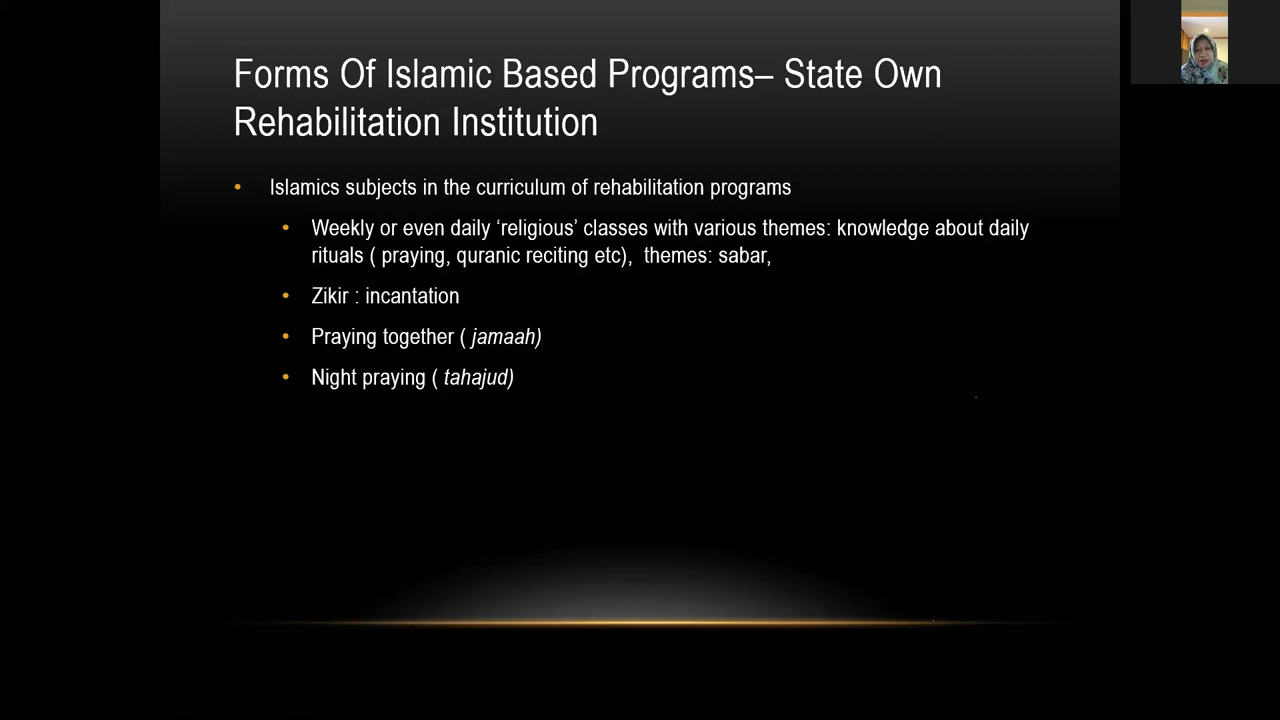 Forms Of Islamic Based Programs– State Own
Rehabilitation Institution
• Islamics subjects in the curriculum of rehabilitation programs
• Weekly or even daily ‘religious’ classes with various themes: knowledge about daily
rituals ( praying, quranic reciting etc),  themes: sabar,
• Zikir : incantation
• Praying together ( jamaah)
• Night praying ( tahajud)